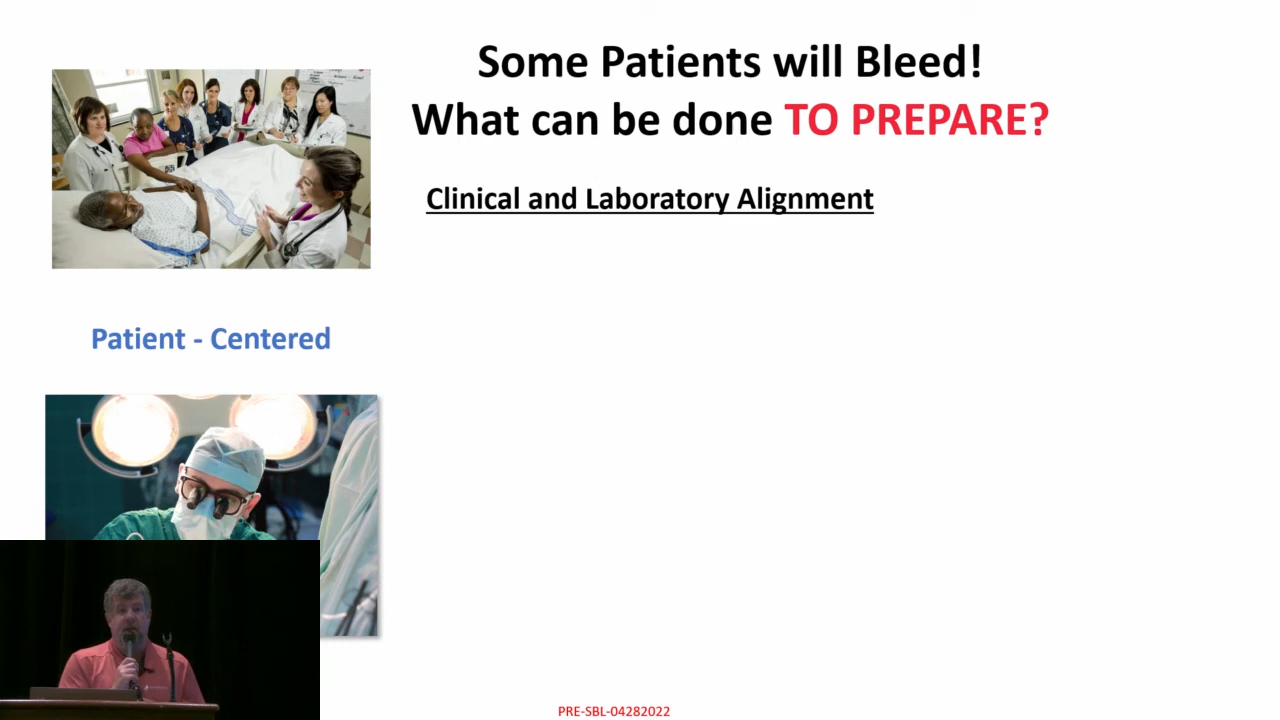 Some Patients will Bleed!
What can be done TO PREPARE?
Clinical and Laboratory Alignment
Patient - Centered
PRE-SBL-04282022